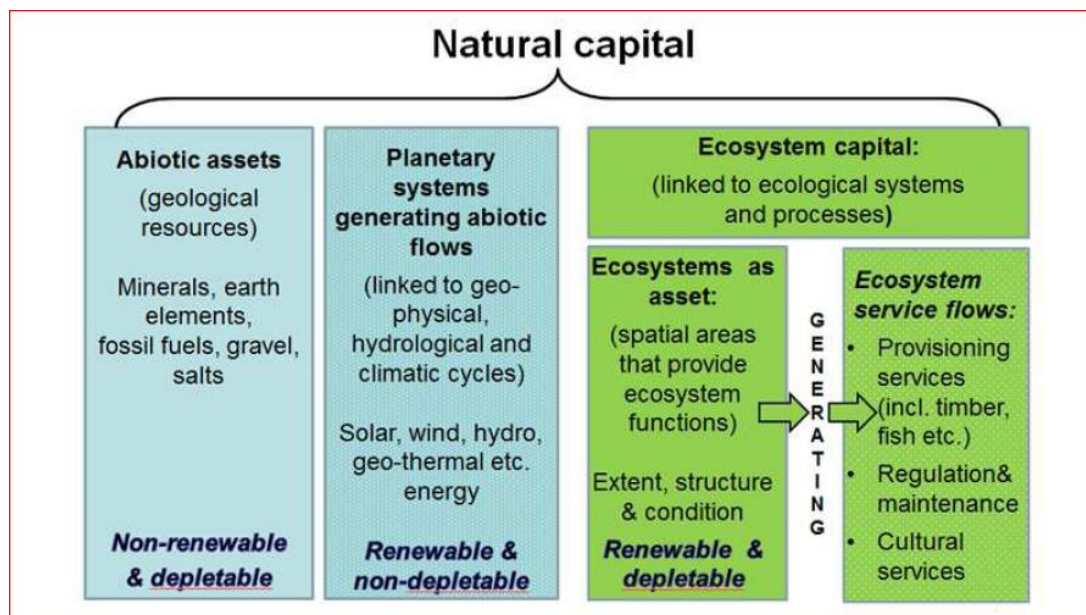 Natural capital
Abiotic assets
(geological
resources)
Minerals, earth
elements,
fossil fuels, gravel,
salts
Non-renewable
& depletable
Planetary
systems
generating abiotic
flows
(linked to geo-
physical,
hydrological and
climatic cycles)
Solar, wind, hydro,
geo-thermal etc.
energy
Renewable &
non-depletable
Ecosystem capital:
(linked to ecological systems
and processes)
Ecosystems as
asset:
(spatial areas
that provide
ecosystem
functions)
Extent, structure
& condition
Renewable &
depletable
GENERATING
Ecosystem
service flows:
• Provisioning
services
(incl. timber,
fish etc.)
• Regulation&
maintenance
• Cultural
services